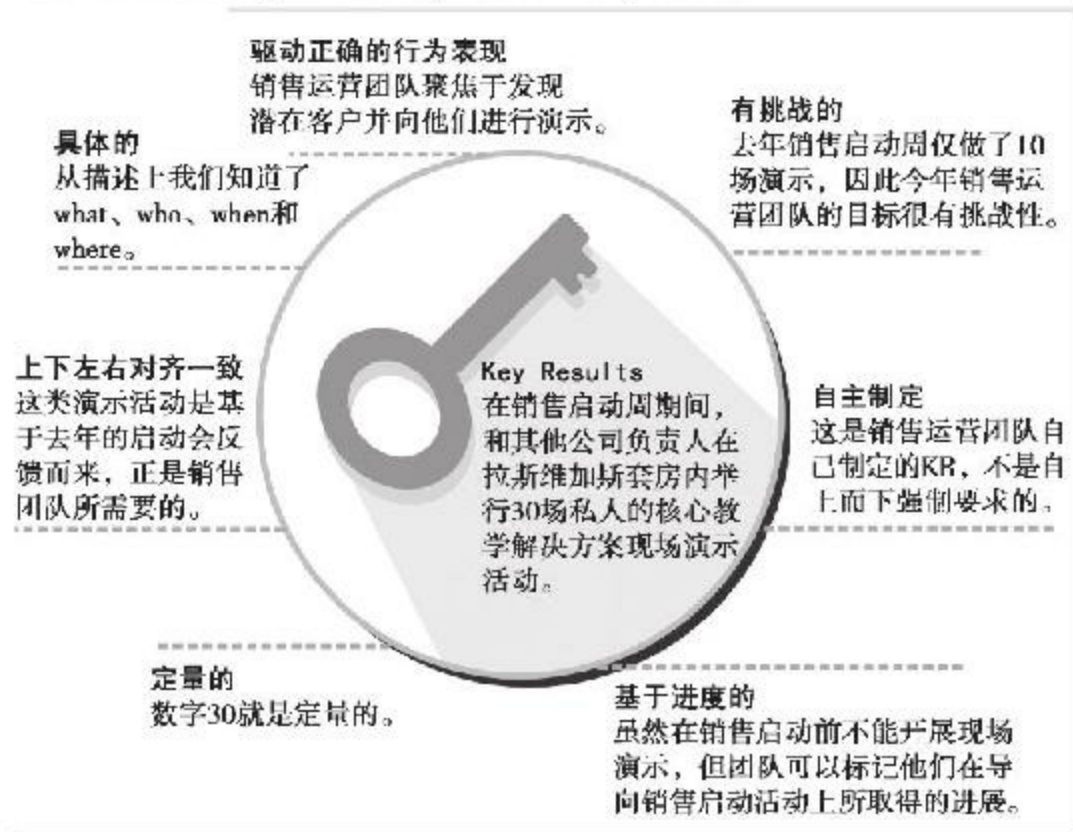 驱动正确的行为表现
销售运营团队聚焦于发现
潜在客户并向他们进行演示。
有挑战的
去年销售启动周仅做了10
场演示，因此今年销售运
营团队的目标很有挑战性。
具体的
从描述上我们知道了
what、who、when和
where。
上下左右对齐一致
这类演示活动是基
于去年的启动会反
馈而来，正是销售
团队所需要的。
Key Results
在销售启动周期间，
和其他公司负责人在
拉斯维加斯套房内举
行30场私人的核心教
学解决方案现场演示
活动。
自主制定
这是销售运营团队自
己制定的KR，不是自
上而下强制要求的。
定量的
数字30就是定量的。
基于进度的
虽然在销售启动前不能开展现场
演示，但团队可以标记他们在导
向销售启动活动上所取得的进展。